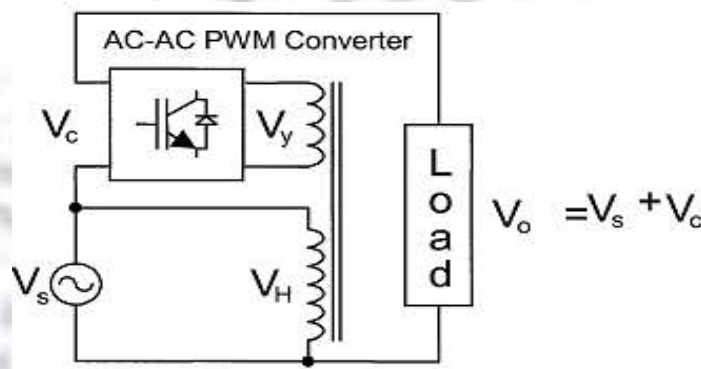 AC-AC PWM Converter
Vc
Vy
Load
Vo =Vs +Vc
Vs
VH